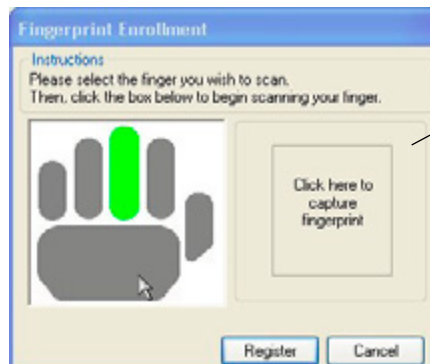 Fingerprint Enrollment
Instructions
Please select the finger you wish to scan.
Then, click the box below to begin scanning your finger.
Click here to
capture
fingerprint
Register
Cancel